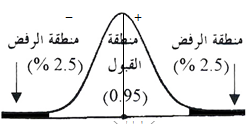 - +
منطقة الرفض
(% 2.5)
منطقة
القبول
(0.95)
منطقة الرفض
(% 2.5)